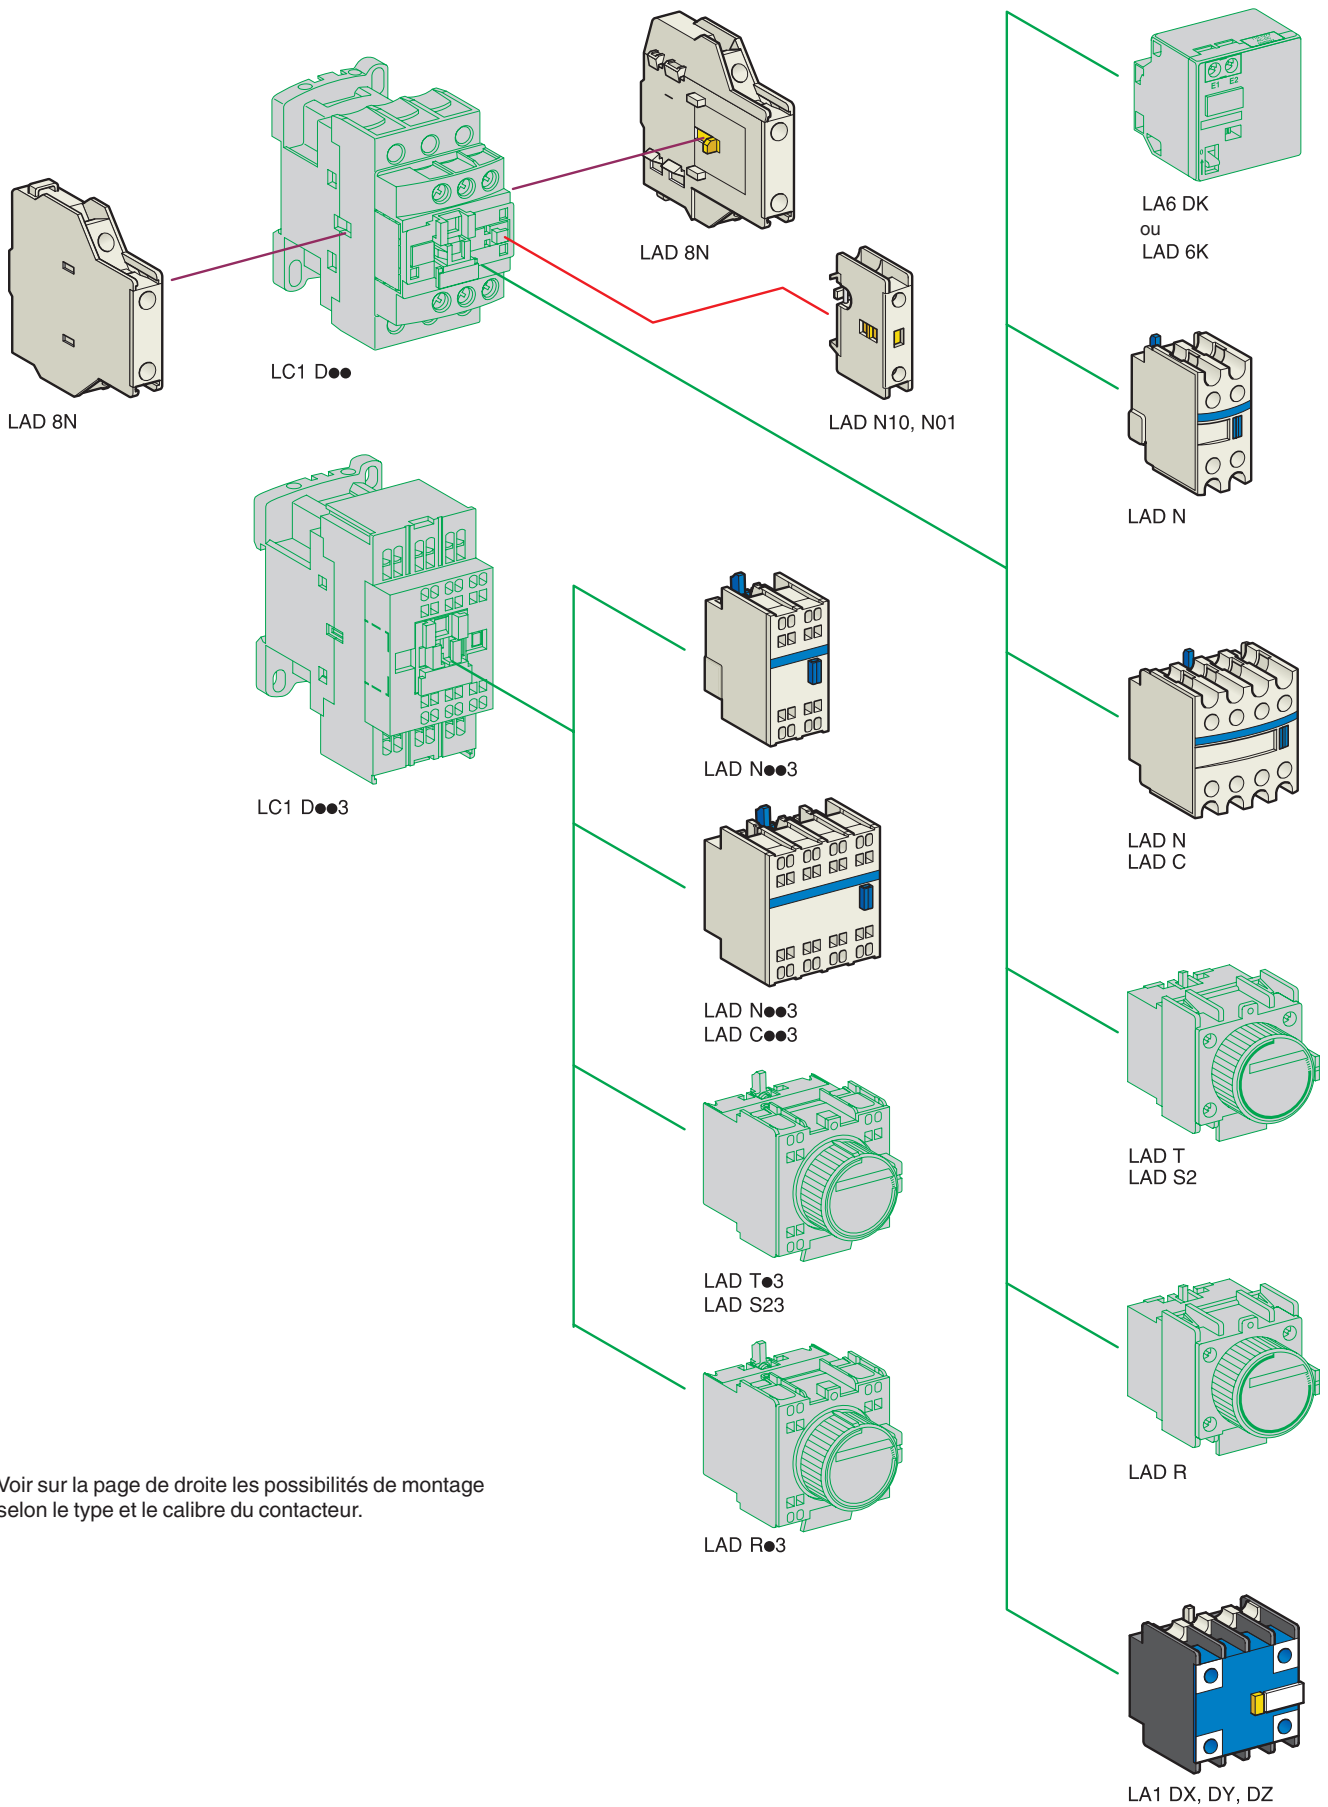 E1 E2
LA6 DK
ou
LAD 6K
LAD 8N
LC1 D●●
LAD 8N
LAD N10, N01
LAD N
LAD N●●3
LC1 D●●3
LAD N
LAD C
LAD N●●3
LAD C●●3
LAD T
LAD S2
LAD T●3
LAD S23
LAD R
Voir sur la page de droite les possibilités de montage
selon le type et le calibre du contacteur.
LAD R●3
LA1 DX, DY, DZ